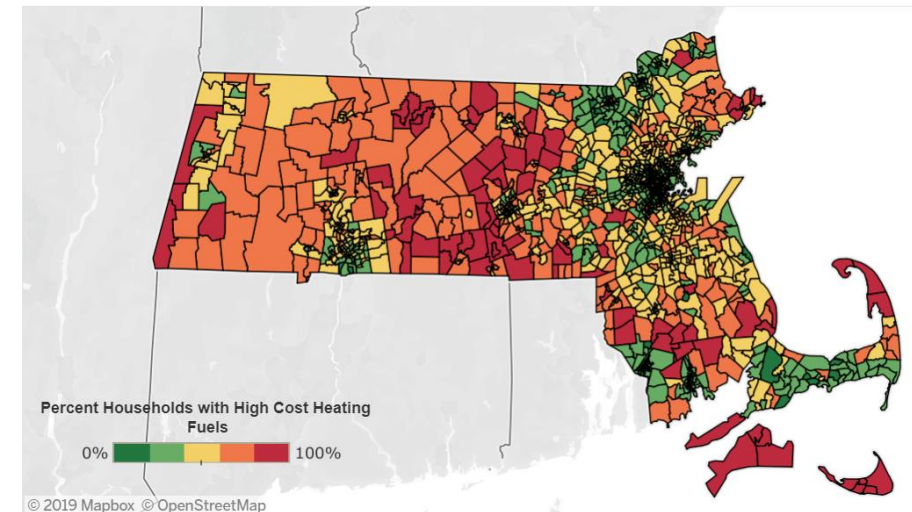 Percent Households with High Cost Heating
Fuels
0% 100%
© 2019 Mapbox © OpenStreetMap